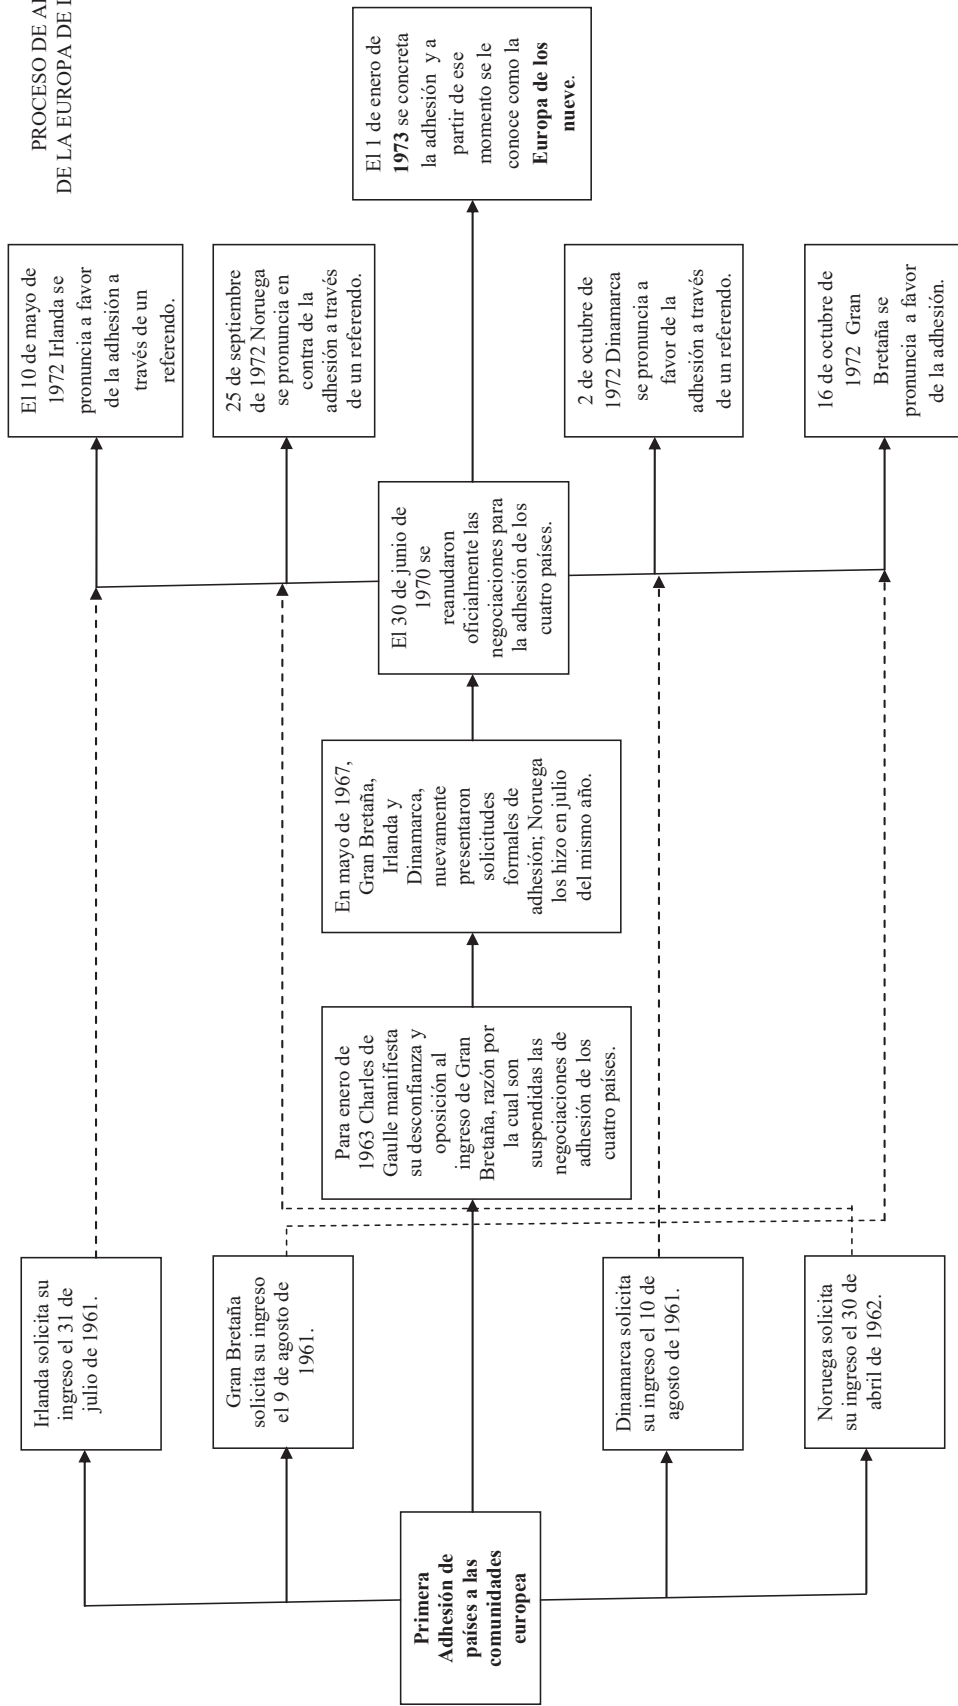 PROCESO DE
DE LA EUROPA DE
Primera
Adhesión de
países a las
comunidades
europea
Irlanda solicita su
ingreso el 31 de
julio de 1961.
Gran Bretaña
solicita su ingreso
el 9 de agosto de
1961.
Dinamarca solicita
su ingreso el 10 de
agosto de 1961.
Noruega solicita
su ingreso el 30 de
abril de 1962.
Para enero de
1963 Charles de
Gaulle manifiesta
su desconfianza y
oposición al
ingreso de Gran
Bretaña, razón por
la cual son
suspendidas las
negociaciones de
adhesión de los
cuatro países.
En mayo de 1967,
Gran Bretaña,
Irlanda y
Dinamarca,
nuevamente
presentaron
solicitudes
formales de
adhesión; Noruega
los hizo en julio
del mismo año.
El 30 de junio de
1970 se
reanudaron
oficialmente las
negociaciones para
la adhesión de los
cuatro países.
El 10 de mayo de
1972 Irlanda se
pronuncia a favor
de la adhesión a
través de un
referendo.
25 de septiembre
de 1972 Noruega
se pronuncia en
contra de la
adhesión a través
de un referendo.
2 de octubre de
1972 Dinamarca
se pronuncia a
favor de la
adhesión a través
de un referendo.
16 de octubre de
1972 Gran
Bretaña se
pronuncia a favor
de la adhesión.
El 1 de enero de
1973 se concreta
la adhesión y a
partir de ese
momento se le
conoce como la
Europa de los
nueve.